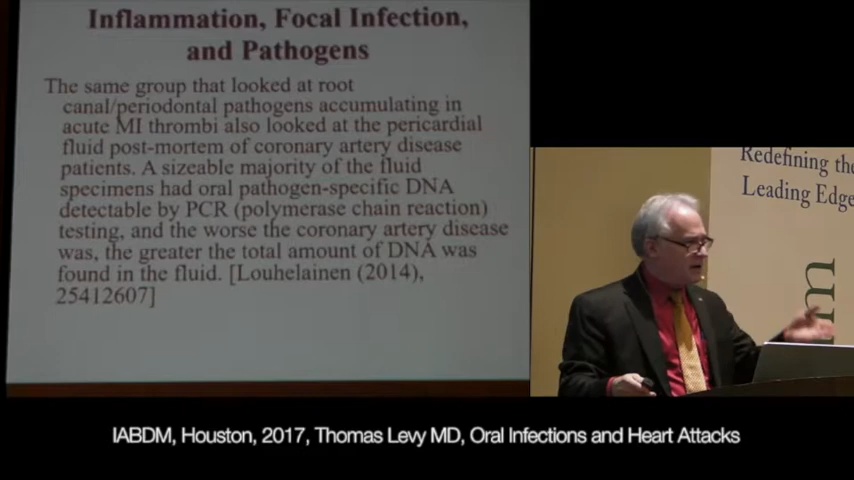 Inflammation, Focal Infection,
and Pathogens
The same group that looked at root
canal/periodontal pathogens accumulating in
acute MI thrombi also looked at the pericardial
fluid post-mortem of coronary artery disease
patients. A sizeable majority of the fluid
specimens had oral pathogen-specific DNA
detectable by PCR (polymerase chain reaction)
testing, and the worse the coronary artery disease
was, the greater the total amount of DNA was
found in the fluid. [Louhelainen (2014),
25412607]
Redefining the
Leading Edge
IABDM, Houston, 2017, Thomas Levy MD, Oral Infections and Heart Attacks